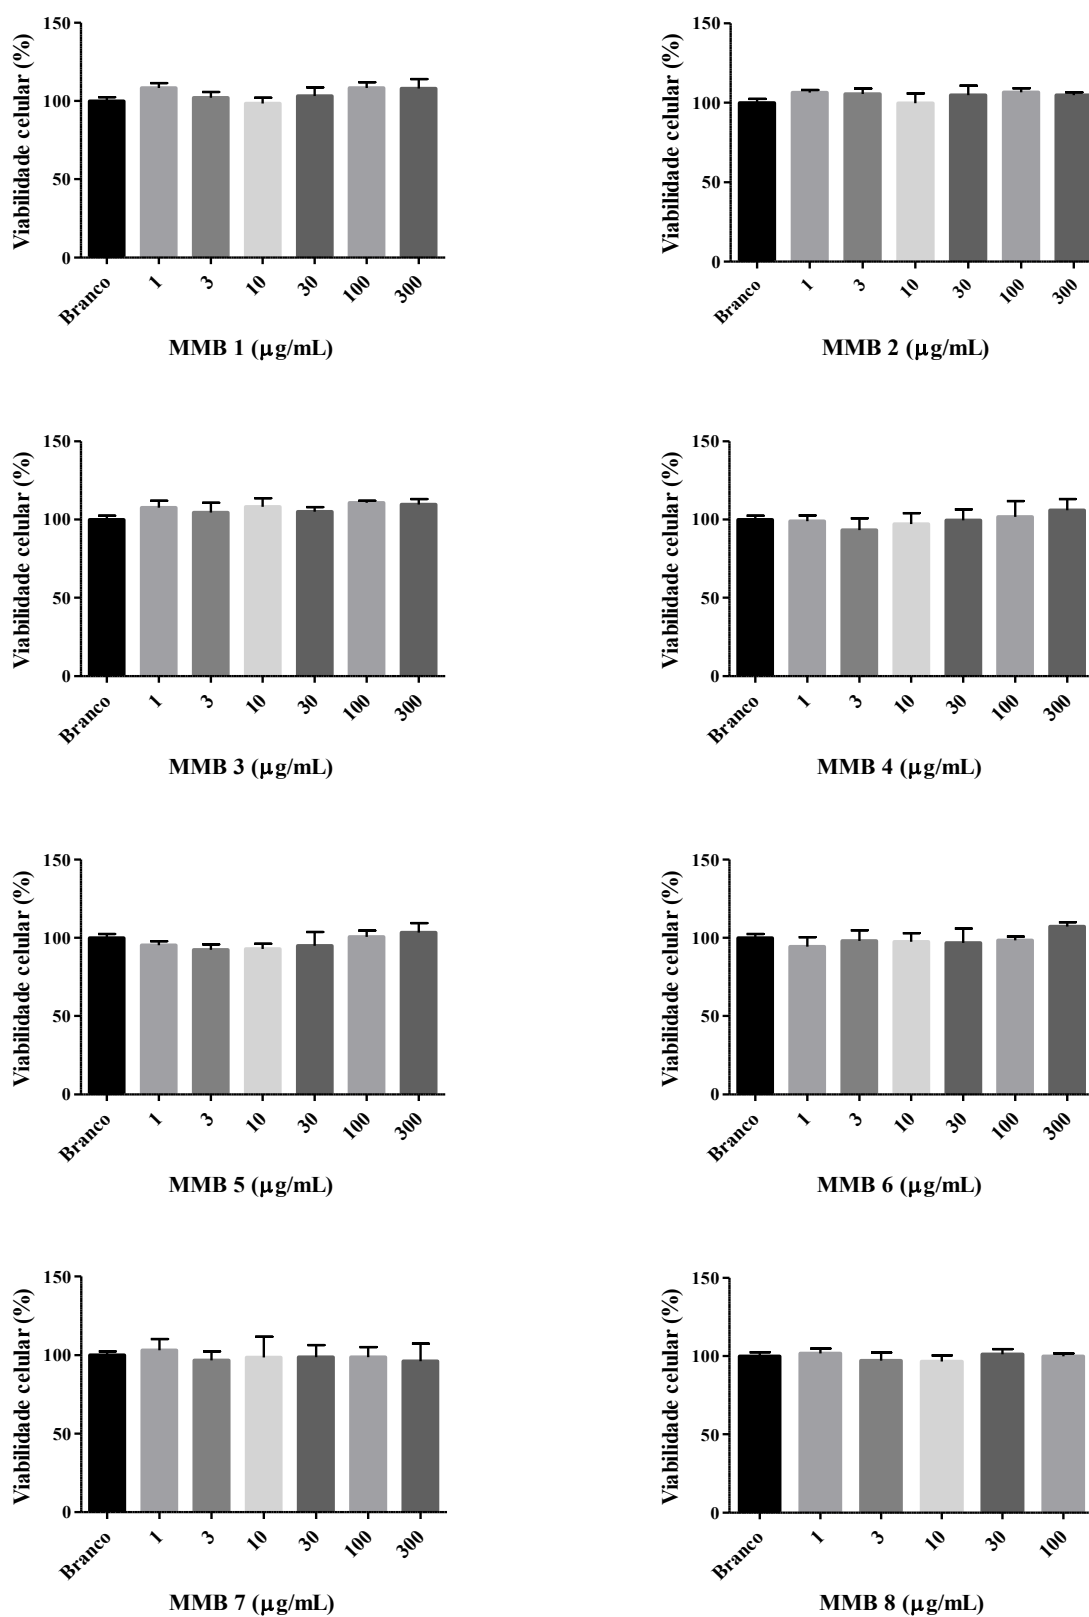 Viabilidade celular (%)
150
100
50
0
Branco 1 3 10 30 100 300
MMB 1 (µg/mL)
Viabilidade celular (%)
150
100
50
0
Branco 1 3 10 30 100 300
MMB 2 (µg/mL)
Viabilidade celular (%)
150
100
50
0
Branco 1 3 10 30 100 300
MMB 3 (µg/mL)
Viabilidade celular (%)
150
100
50
0
Branco 1 3 10 30 100 300
MMB 4 (µg/mL)
Viabilidade celular (%)
150
100
50
0
Branco 1 3 10 30 100 300
MMB 5 (µg/mL)
Viabilidade celular (%)
150
100
50
0
Branco 1 3 10 30 100 300
MMB 6 (µg/mL)
Viabilidade celular (%)
150
100
50
0
Branco 1 3 10 30 100 300
MMB 7 (µg/mL)
Viabilidade celular (%)
150
100
50
0
Branco 1 3 10 30 100
MMB 8 (µg/mL)